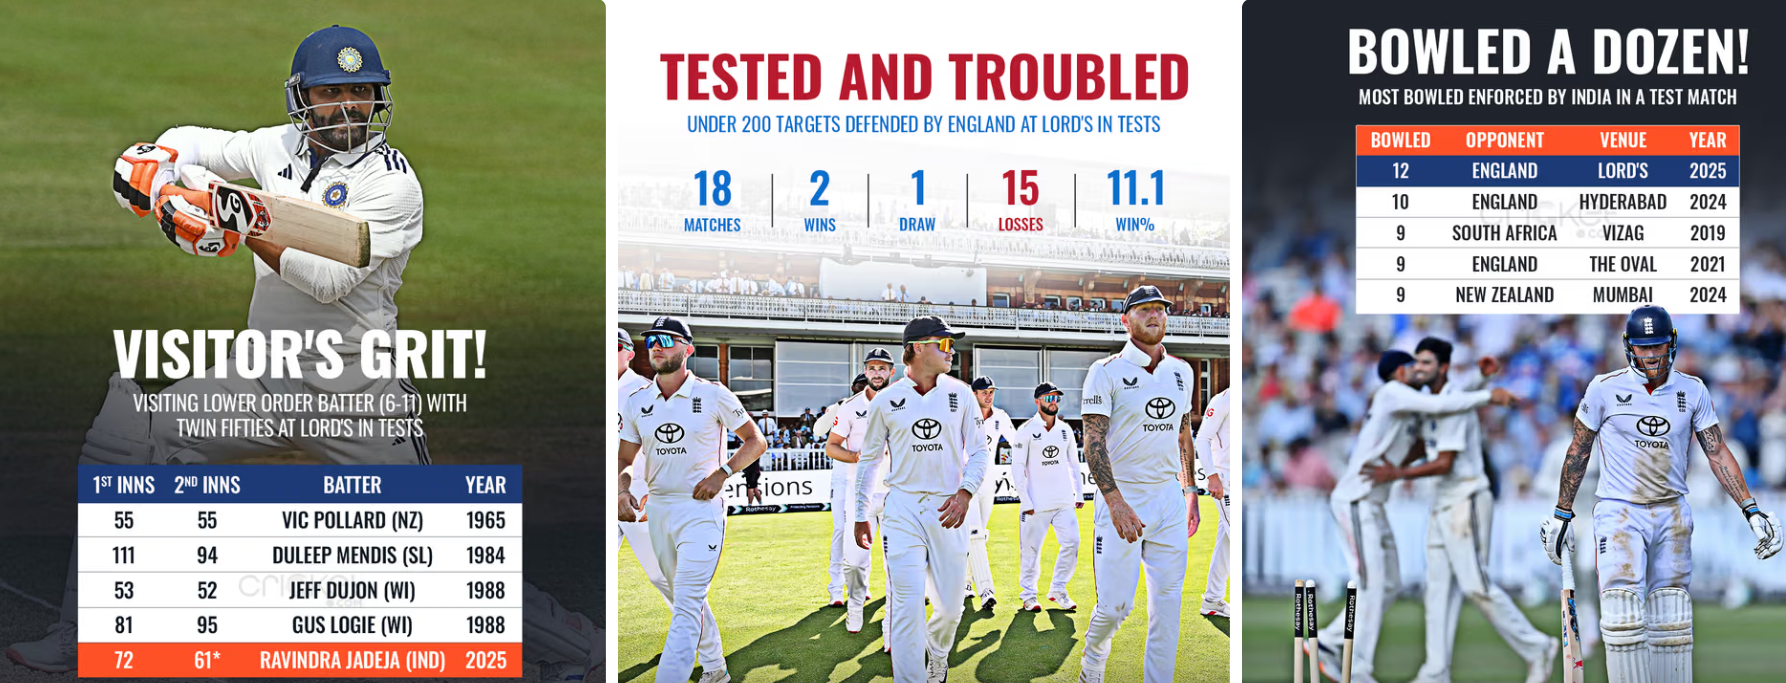 VISITOR'S GRIT!
VISITING LOWER ORDER BATTER (6-11) WITH
TWIN FIFTIES AT LORD'S IN TESTS
1ST INNS 2ND INNS BATTER YEAR
55 55 VIC POLLARD (NZ) 1965
111 94 DULEEP MENDIS (SL) 1984
53 52 JEFF DUJON (WI) 1988
81 95 GUS LOGIE (WI) 1988
72 61* RAVINDRA JADEJA (IND) 2025
TESTED AND TROUBLED
UNDER 200 TARGETS DEFENDED BY ENGLAND AT LORD'S IN TESTS
18 2 1 15 11.1
MATCHES WINS DRAW LOSSES WIN%
TOYOTA
TOYOTA
TOYOTA
TOYOTA
ensions
Rothesay
BOWLED A DOZEN!
MOST BOWLED ENFORCED BY INDIA IN A TEST MATCH
BOWLED OPPONENT VENUE YEAR
12 ENGLAND LORD'S 2025
10 ENGLAND HYDERABAD 2024
9 SOUTH AFRICA VIZAG 2019
9 ENGLAND THE OVAL 2021
9 NEW ZEALAND MUMBAI 2024
TOYOTA
Rothesay
Rothesay
Rothesay